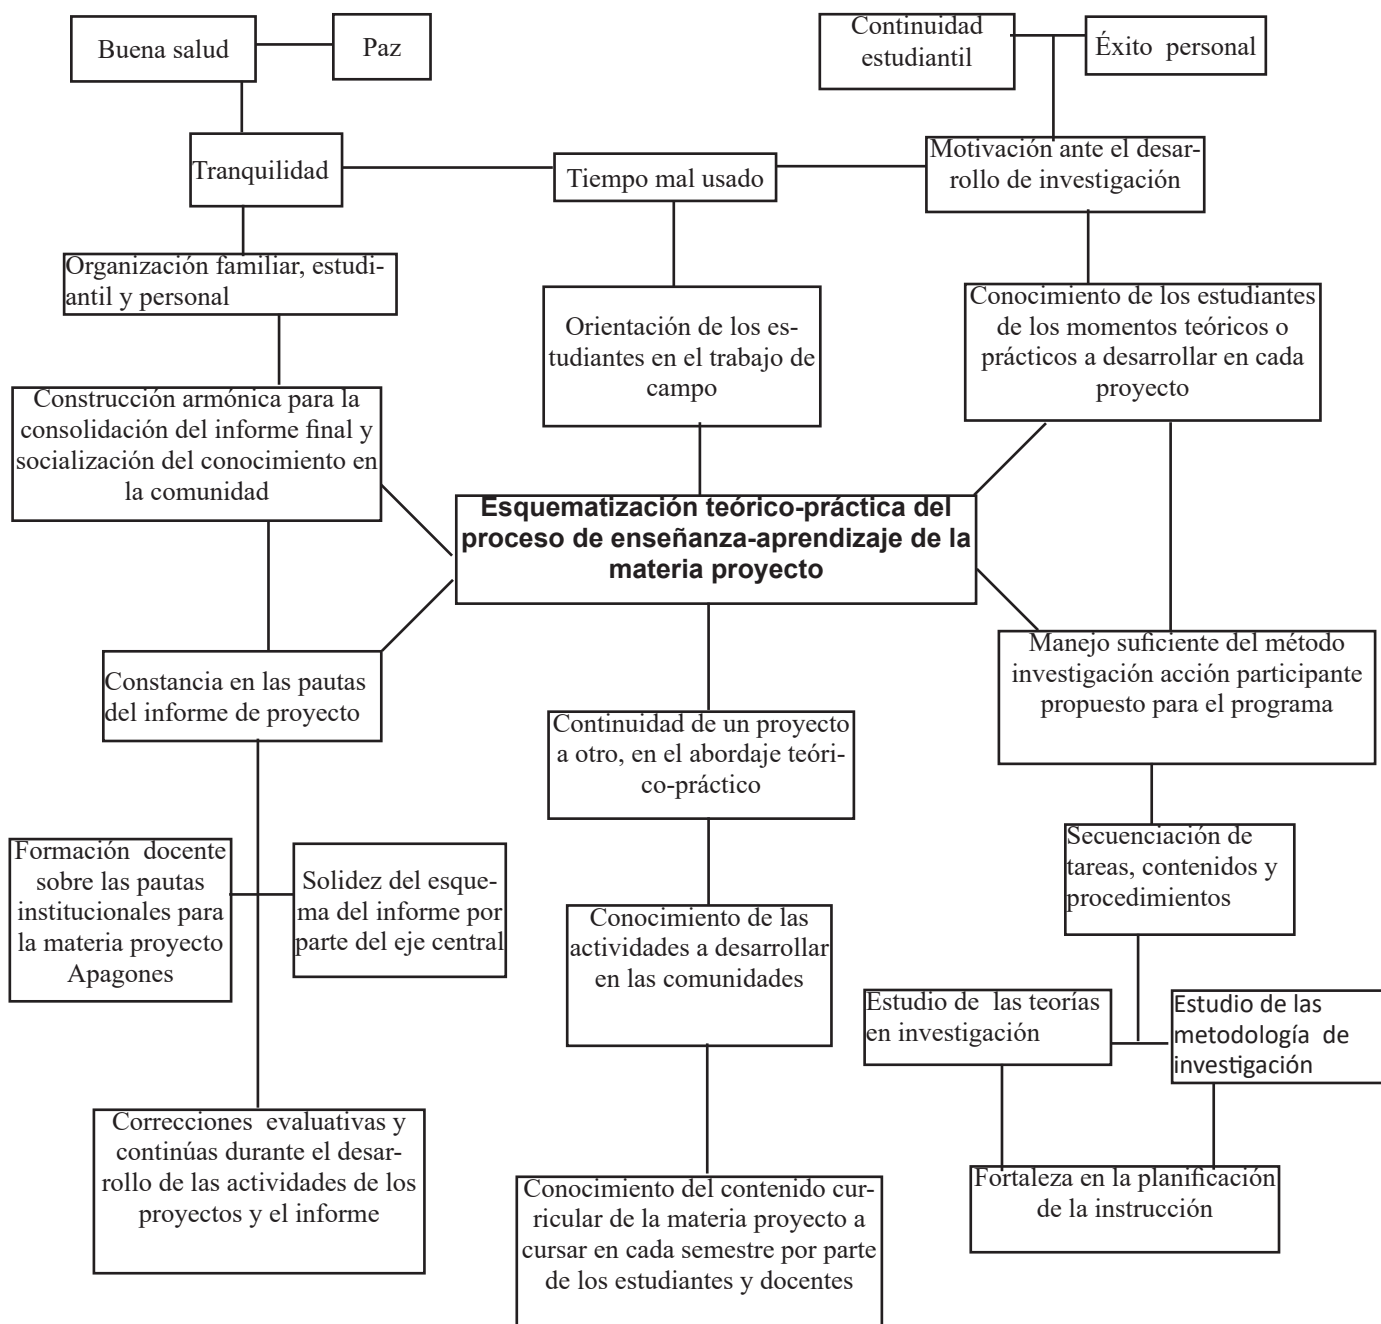 Buena salud
Paz
Continuidad
estudiantil
Éxito  personal
Tranquilidad
Tiempo mal usado
Motivación ante el desar-
rollo de investigación
Organización familiar, estudi-
antil y personal
Orientación de los es-
tudiantes en el trabajo de
campo
Conocimiento de los estudiantes
de los momentos teóricos o
prácticos a desarrollar en cada
proyecto
Construcción armónica para la
consolidación del informe final y
socialización del conocimiento en
la comunidad
Esquematización teórico-práctica del
proceso de enseñanza-aprendizaje de la
materia proyecto
Constancia en las pautas
del informe de proyecto
Continuidad de un proyecto
a otro, en el abordaje teóri-
co-práctico
Manejo suficiente del método
investigación acción participante
propuesto para el programa
Formación  docente
sobre las pautas
institucionales para
la materia proyecto
Apagones
Solidez del esque-
ma del informe por
parte del eje central
Conocimiento de las
actividades a desarrollar
en las comunidades
Secuenciación de
tareas, contenidos y
procedimientos
Estudio de  las teorías
en investigación
Estudio de las
metodología  de
investigación
Correcciones  evaluativas y
continúas durante el desar-
rollo de las actividades de los
proyectos y el informe
Conocimiento del contenido cur-
ricular de la materia proyecto a
cursar en cada semestre por parte
de los estudiantes y docentes
Fortaleza en la planificación
de la instrucción